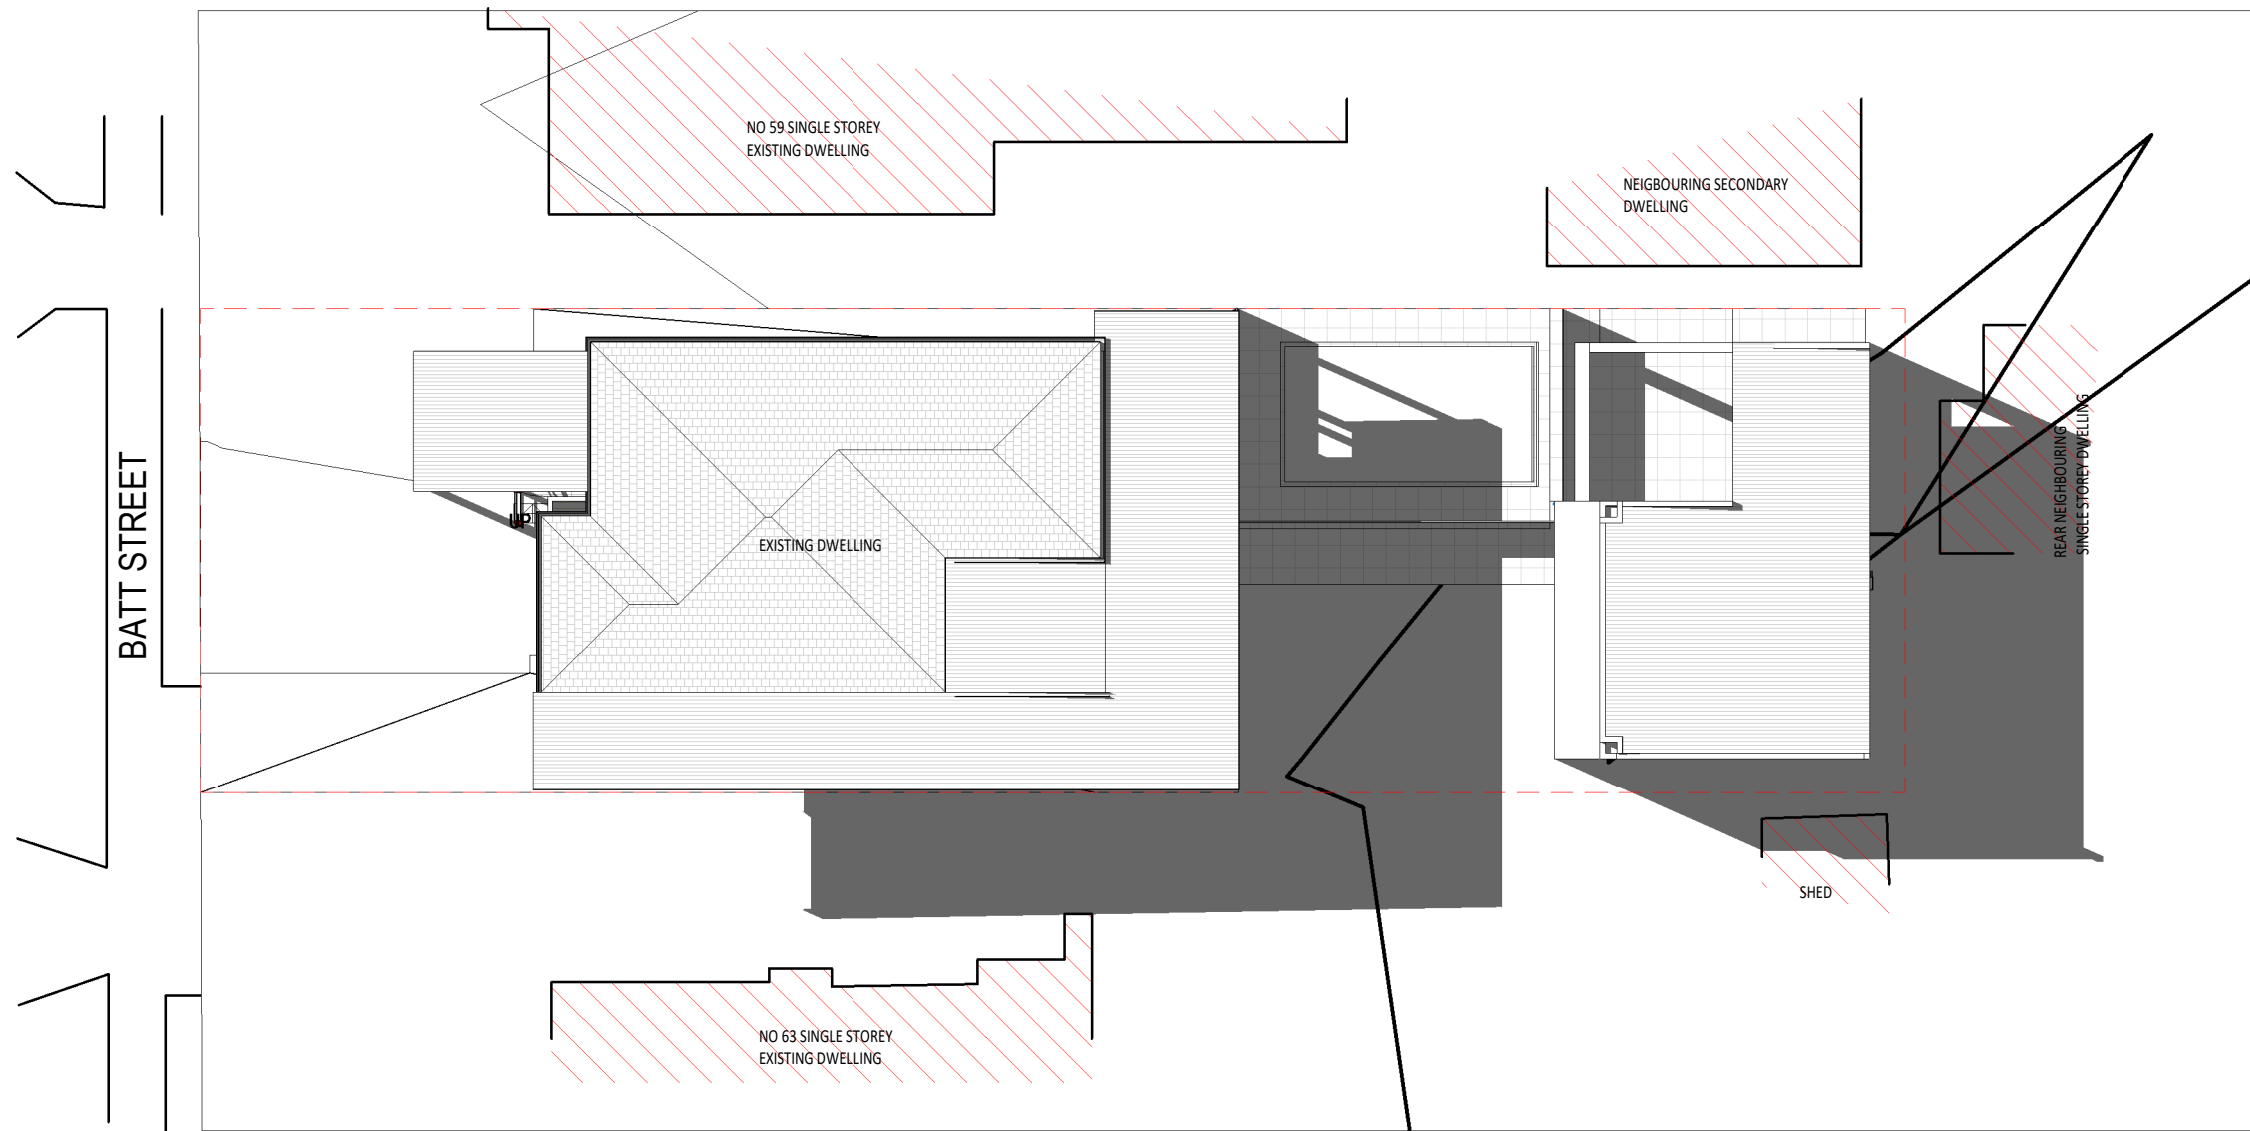 NO 59 SINGLE STOREY
EXISTING DWELLING
NEIGBOURING SECONDARY
DWELLING
BATT STREET
UP
EXISTING DWELLING
REAR NEIGHBOURING
SINGLE STOREY DWELLING
SHED
NO 63 SINGLE STOREY
EXISTING DWELLING